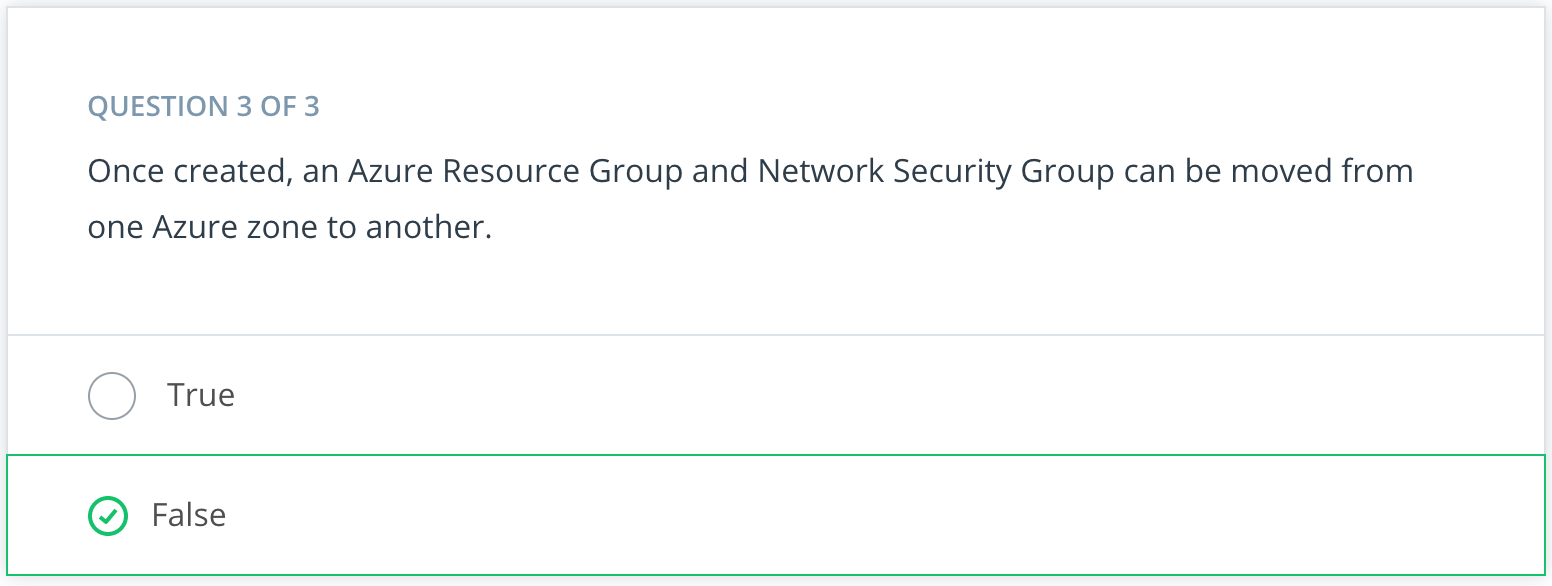 QUESTION 3 OF 3
Once created, an Azure Resource Group and Network Security Group can be moved from
one Azure zone to another.
True
False